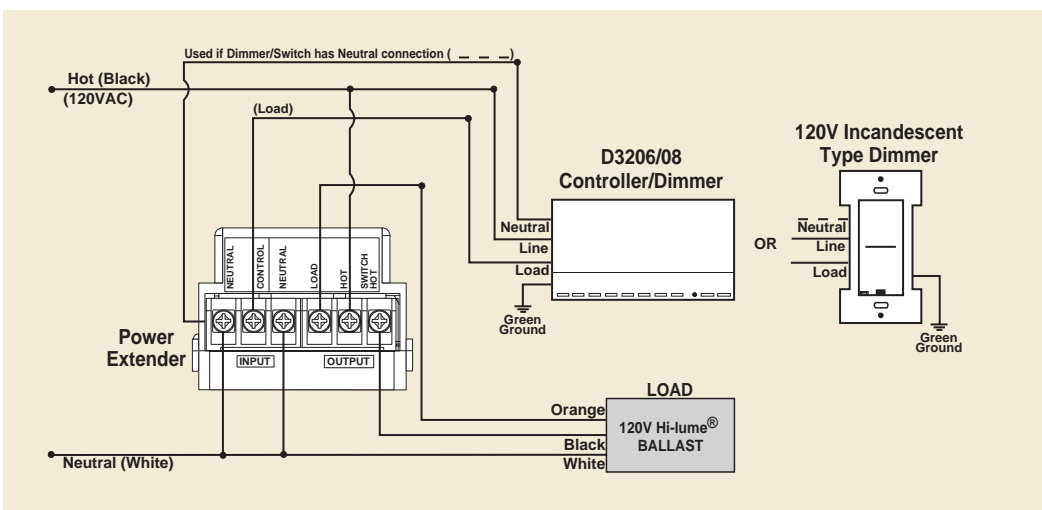 Used if Dimmer/Switch has Neutral connection ( _ _ _ )
Hot (Black)
(120VAC)
(Load)
D3206/08
Controller/Dimmer
120V Incandescent
Type Dimmer
Neutral
Line
Load
Green
Ground
OR
Neutral
Line
Load
Green
Ground
NEUTRAL
CONTROL
NEUTRAL
LOAD
HOT
SWITCH
HOT
Power
Extender
INPUT
OUTPUT
LOAD
Orange
Black
White
120V Hi-lume®
BALLAST
Neutral (White)